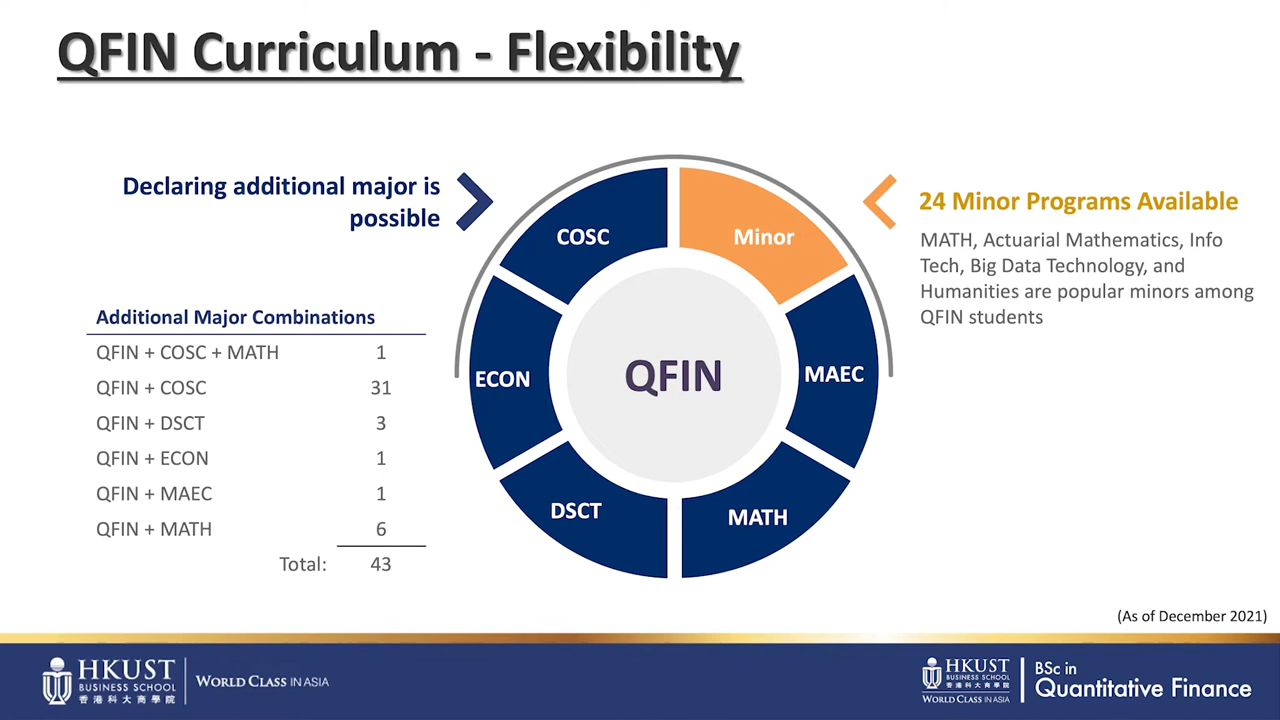 QFIN Curriculum - Flexibility
Declaring additional major is
possible
Additional Major Combinations
QFIN + COSC + MATH 1
QFIN + COSC 31
QFIN + DSCT 3
QFIN + ECON 1
QFIN + MAEC 1
QFIN + MATH 6
Total: 43
COSC
Minor
ECON
QFIN
MAEC
DSCT
MATH
24 Minor Programs Available
MATH, Actuarial Mathematics, Info
Tech, Big Data Technology, and
Humanities are popular minors among
QFIN students
(As of December 2021)
HKUST
BUSINESS SCHOOL
香港科大商學院
WORLD CLASS IN ASIA
HKUST
BUSINESS SCHOOL
香港科大商學院
WORLD CLASS IN ASIA
BSc in
Quantitative Finance